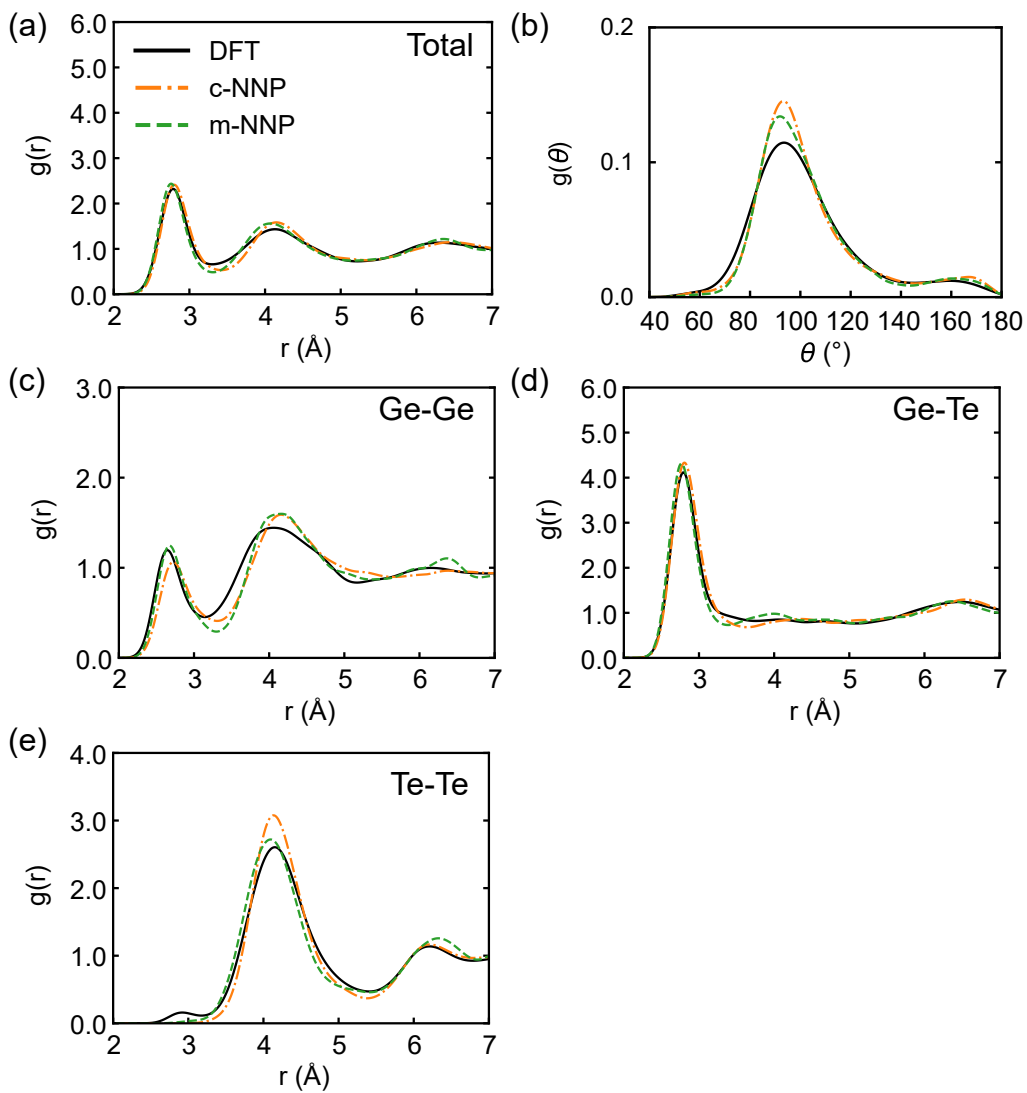 (a)
Total
DFT
c-NNP
m-NNP
6.0
5.0
4.0
3.0
2.0
1.0
0.0
g(r)
2 3 4 5 6 7
r (Å)
(b)
0.2
0.1
0.0
g(θ)
40 60 80 100 120 140 160 180
θ (°)
(c)
Ge-Ge
3.0
2.0
1.0
0.0
g(r)
2 3 4 5 6 7
r (Å)
(d)
Ge-Te
6.0
5.0
4.0
3.0
2.0
1.0
0.0
g(r)
2 3 4 5 6 7
r (Å)
(e)
Te-Te
4.0
3.0
2.0
1.0
0.0
g(r)
2 3 4 5 6 7
r (Å)